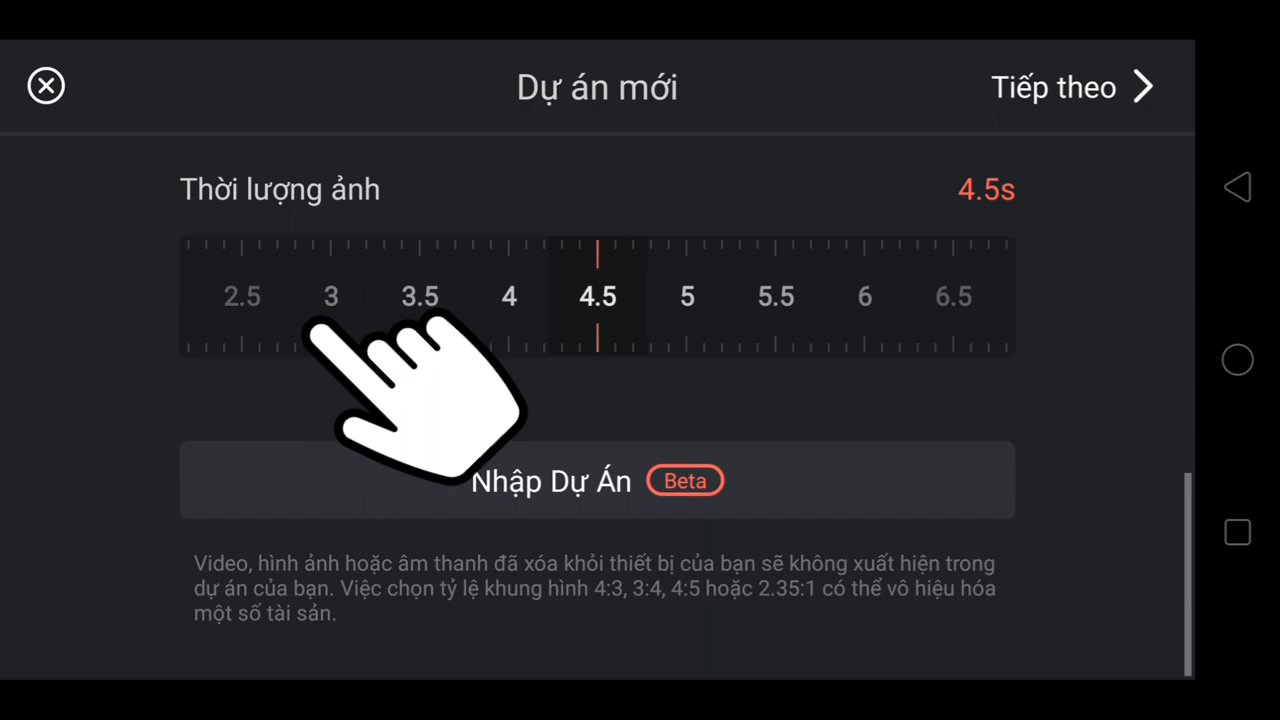 Dự án mới
Tiếp theo
Thời lượng ảnh
4.5s
2.5 3 3.5 4 4.5 5 5.5 6 6.5
Nhập Dự Án Beta
Video, hình ảnh hoặc âm thanh đã xóa khỏi thiết bị của bạn sẽ không xuất hiện trong
dự án của bạn. Việc chọn tỷ lệ khung hình 4:3, 3:4, 4:5 hoặc 2.35:1 có thể vô hiệu hóa
một số tài sản.